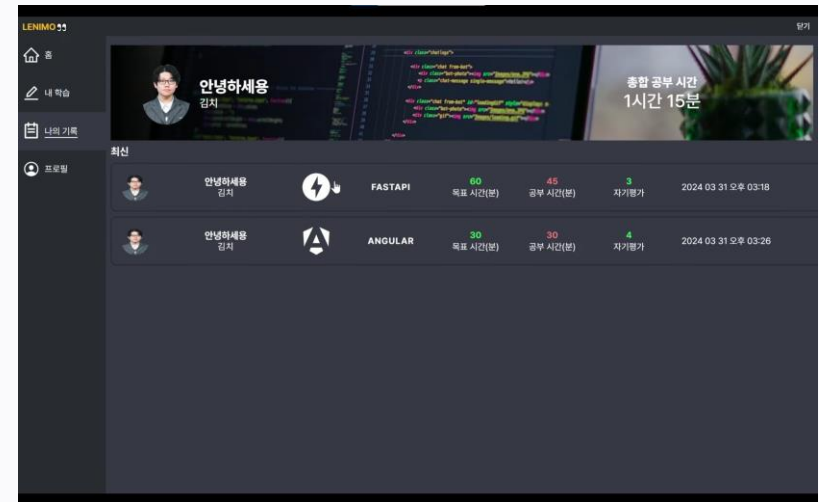 LENIMO
닫기
홈
내 학습
나의 기록
프로필
안녕하세용
김치
총합 공부 시간
1시간 15분
최신
안녕하세용
김치
FASTAPI
60
목표 시간(분)
45
공부 시간(분)
3
자기평가
2024 03 31 오후 03:18
안녕하세용
김치
ANGULAR
30
목표 시간(분)
30
공부 시간(분)
4
자기평가
2024 03 31 오후 03:26